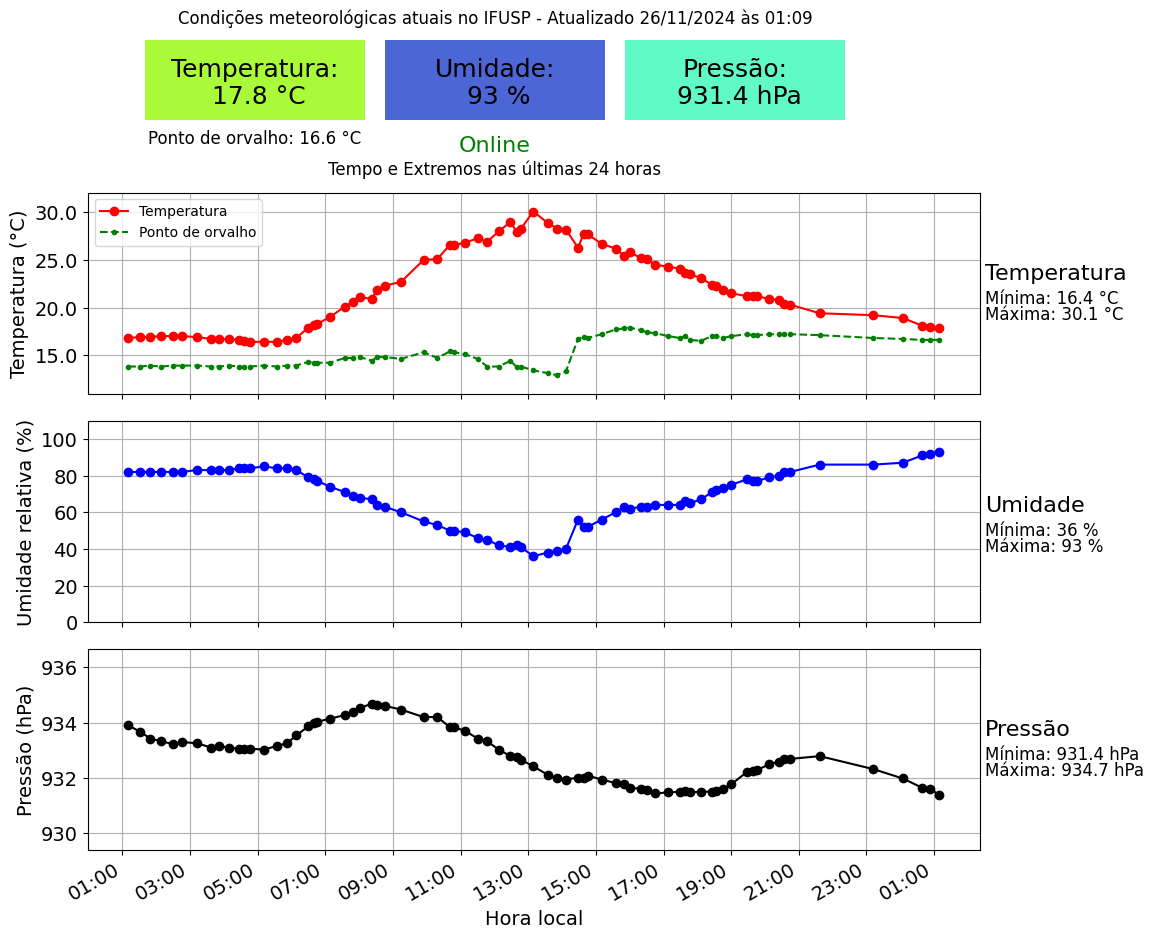 Condições meteorológicas atuais no IFUSP - Atualizado 26/11/2024 às 01:09
Temperatura:
17.8 °C
Umidade:
93 %
Pressão:
931.4 hPa
Ponto de orvalho: 16.6 °C
Online
Tempo e Extremos nas últimas 24 horas
Temperatura (°C)
30.0
25.0
20.0
15.0
Temperatura
Ponto de orvalho
Temperatura
Mínima: 16.4 °C
Máxima: 30.1 °C
Umidade relativa (%)
100
80
60
40
20
0
Umidade
Mínima: 36 %
Máxima: 93 %
Pressão (hPa)
936
934
932
930
Pressão
Mínima: 931.4 hPa
Máxima: 934.7 hPa
01:00
03:00
05:00
07:00
09:00
11:00
13:00
15:00
17:00
19:00
21:00
23:00
01:00
Hora local